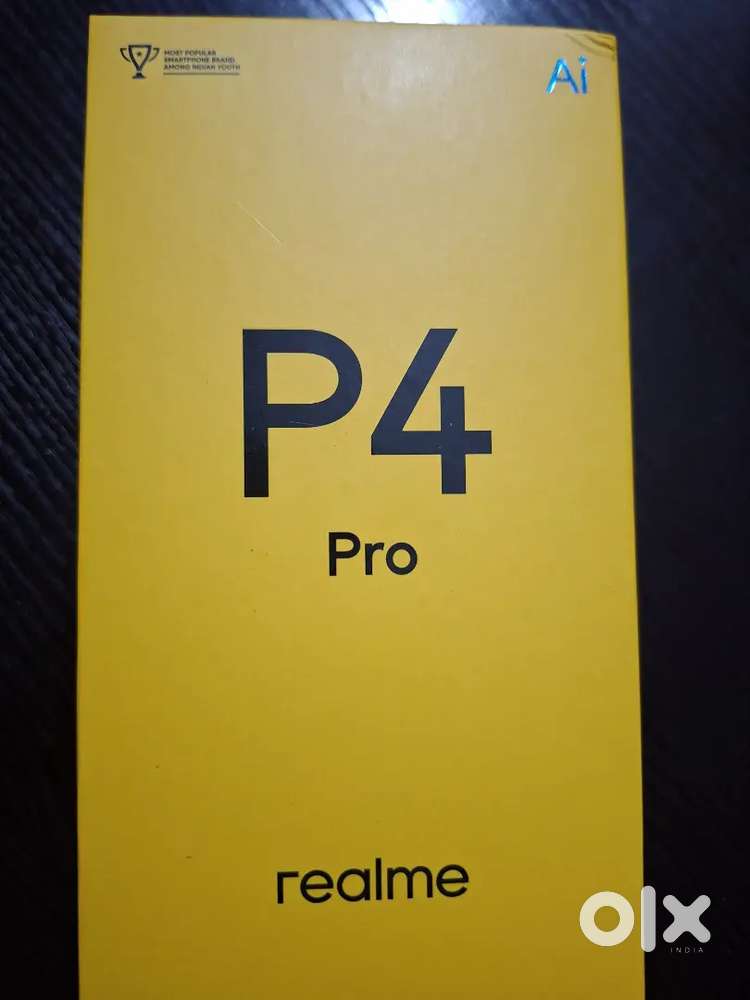 MOST POPULAR
SMARTPHONE BRAND
AMONG INDIAN YOUTH
Ai
P4
Pro
realme
olx
INDIA